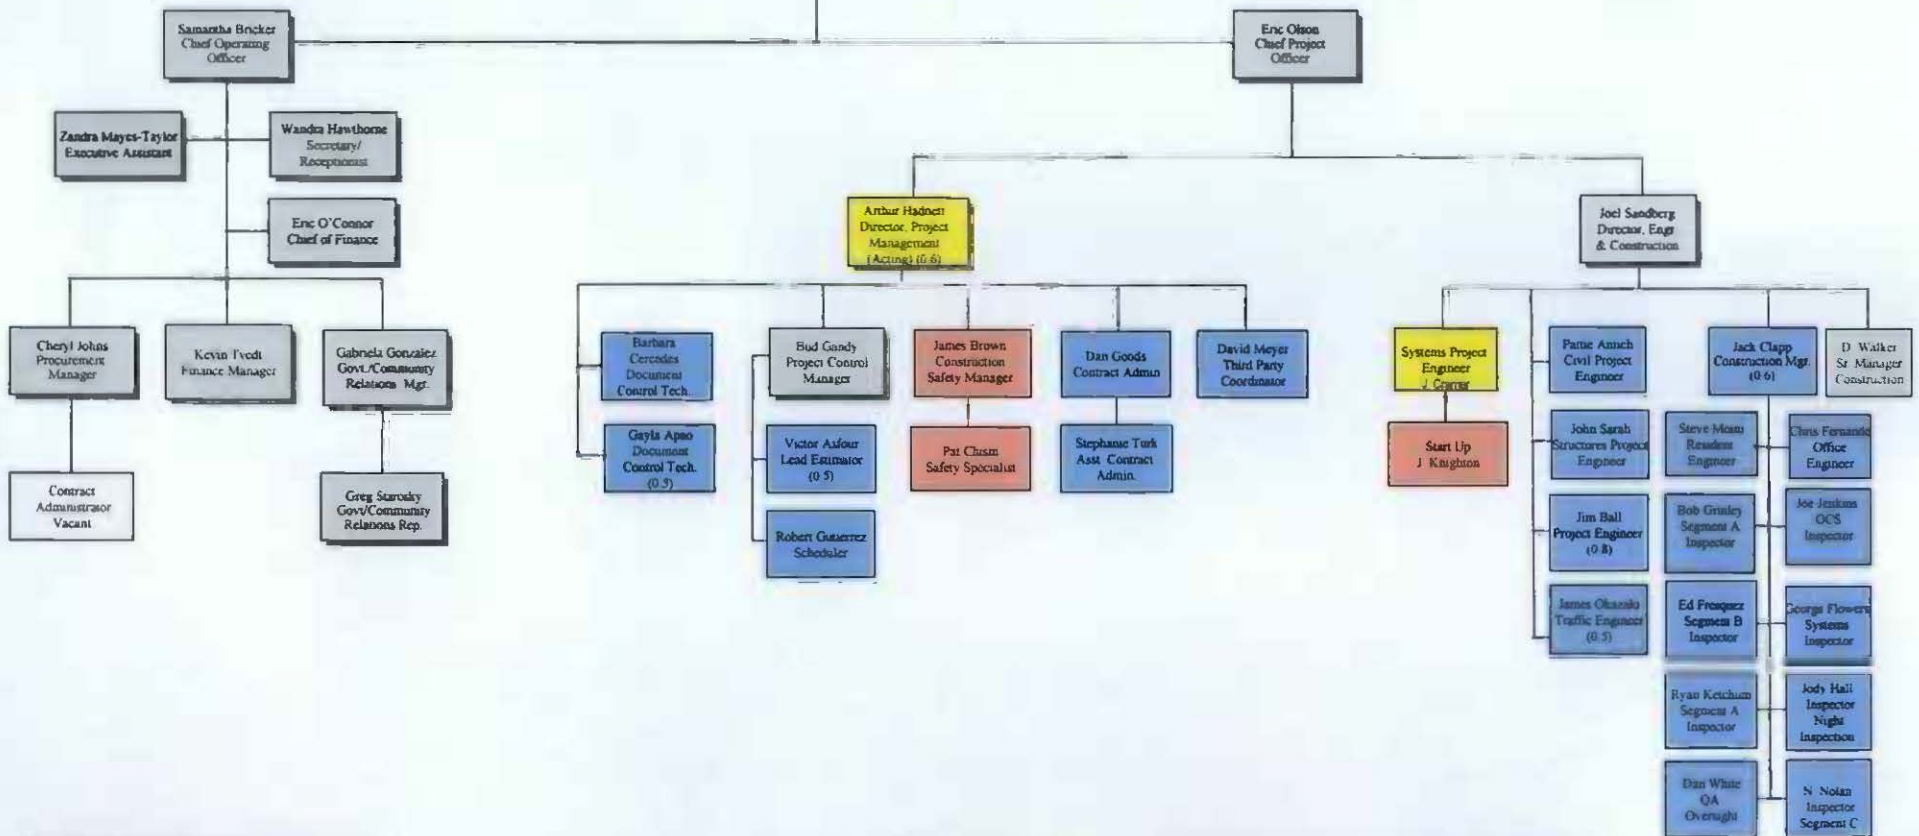 Samantha Bricker
Chief Operating
Officer
Eric Olson
Chief Project
Officer
Zandra Mayes-Taylor
Executive Assistant
Wandra Hawthorne
Secretary/
Receptionist
Eric O'Connor
Chief of Finance
Cheryl Johns
Procurement
Manager
Kevin Tvedt
Finance Manager
Gabriela Gonzalez
Govt./Community
Relations Mgr.
Contract
Administrator
Vacant
Greg Starosky
Govt/Community
Relations Rep.
Arthur Hadnett
Director, Project
Management
(Acting) (0.6)
Joel Sandberg
Director, Engr
& Construction
Barbara
Cercedes
Document
Control Tech.
Gayla Apao
Document
Control Tech.
(0.5)
Bud Gandy
Project Control
Manager
Victor Aufour
Lead Estimator
(0.5)
Robert Gutierrez
Scheduler
James Brown
Construction
Safety Manager
Pat Chism
Safety Specialist
Dan Goods
Contract Admin
Stephanie Turk
Asst. Contract
Admin.
David Meyer
Third Party
Coordinator
Systems Project
Engineer
J. Cramer
Start Up
J. Knighton
Civil Project
Engineer
John Sarah
Structures Project
Engineer
Jim Ball
Project Engineer
(0.8)
James Okazaki
Traffic Engineer
(0.5)
Jack Clapp
Construction Mgr.
(0.6)
D. Walker
Sr. Manager
Construction
Steve
Resident
Engineer
Chris Fernande
Office
Engineer
Bob
Segment A
Inspector
Joe Jenkins
OCS
Inspector
Ed Fresquez
Segment B
Inspector
George Flowers
Systems
Inspector
Ryan Ketchum
Segment A
Inspector
Jody Hall
Inspector
Night
Inspection
Dan White
QA
Oversight
N. Nolan
Inspector
Segment C